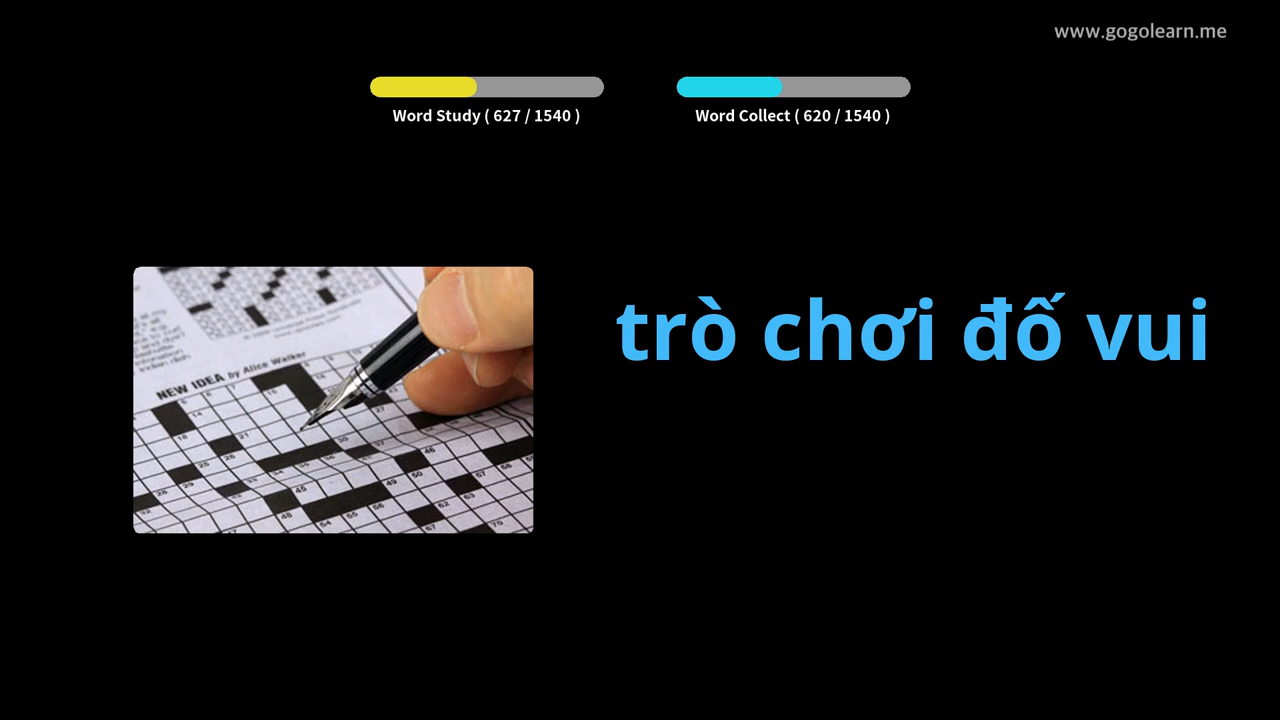 www.gogolearn.me
Word Study ( 627 / 1540 )
Word Collect ( 620 / 1540 )
trò chơi đố vui
NEW IDEA by Alice Walker